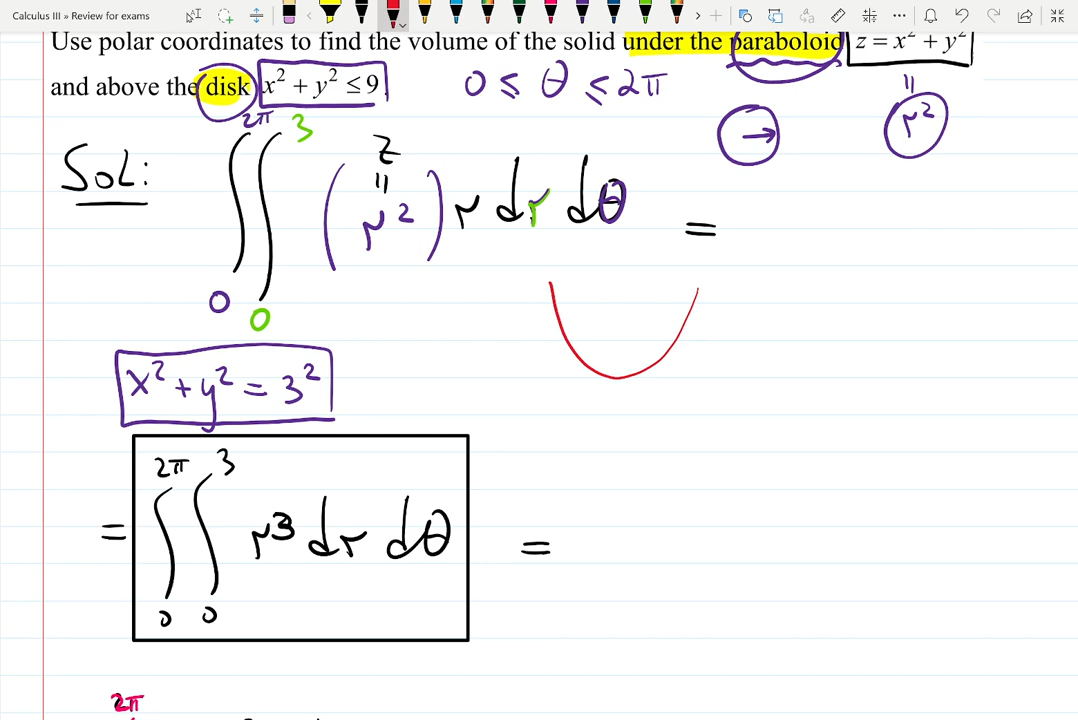 Calculus III » Review for exams
Use polar coordinates to find the volume of the solid under the paraboloid z = x² + y²
and above the disk x² + y² ≤ 9 0 ≤ θ ≤ 2π = r²
Sol: ∫₀^2π ∫₀^3 (z = r²) r dr dθ =
x² + y² = 3²
= ∫₀^2π ∫₀^3 r³ dr dθ =
2π